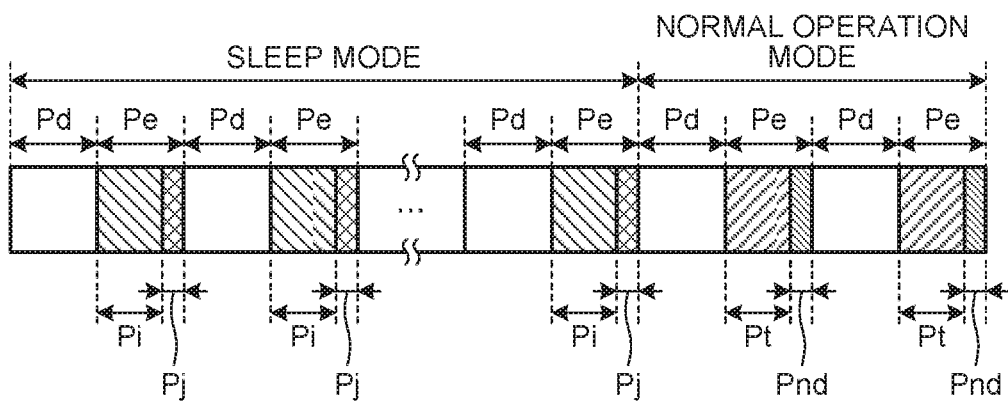 NORMAL OPERATION
SLEEP MODE MODE
Pd Pe Pd Pe Pd Pe Pd Pe Pd Pe
...
Pi Pi Pi Pt Pt
Pj Pj Pj Pnd Pnd